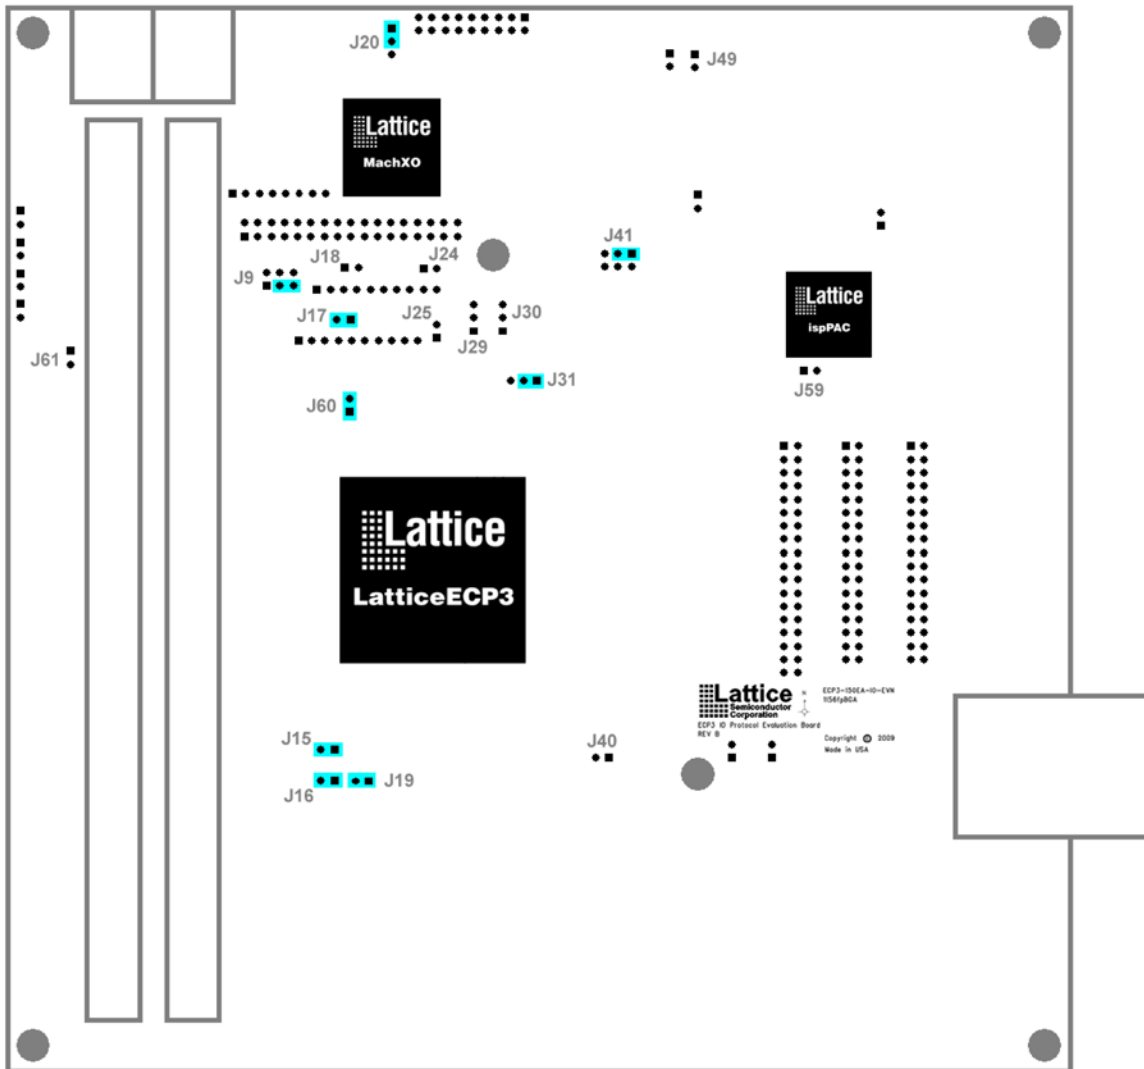 J20
J49
Lattice
MachXO
J41
J18
J24
J9
Lattice
ispPAC
J17
J25
J30
J29
J61
J31
J59
J60
Lattice
LatticeECP3
Lattice
Semiconductor
Corporation
ECP3 IO Protocol Evaluation Board
REV B
ECP3-150EA-IO-EVN
1156fpBGA
N
Copyright © 2009
Made in USA
J15
J40
J16
J19